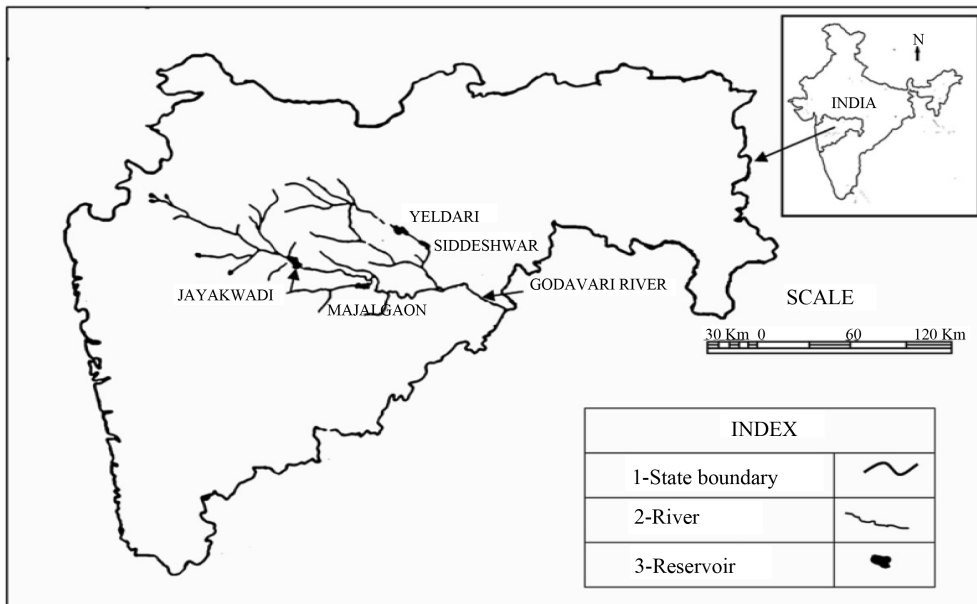 N
INDIA
YELDARI
SIDDESHWAR
JAYAKWADI
MAJALGAON
GODAVARI RIVER
SCALE
30 Km 0 60 120 Km
INDEX
1-State boundary
2-River
3-Reservoir